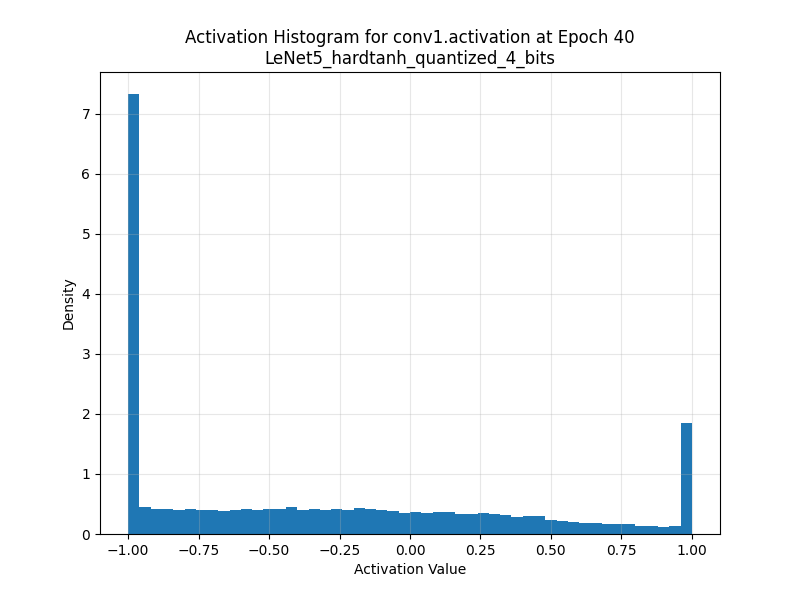 Activation Histogram for conv1.activation at Epoch 40
LeNet5_hardtanh_quantized_4_bits
Density
7
6
5
4
3
2
1
0
−1.00 −0.75 −0.50 −0.25 0.00 0.25 0.50 0.75 1.00
Activation Value